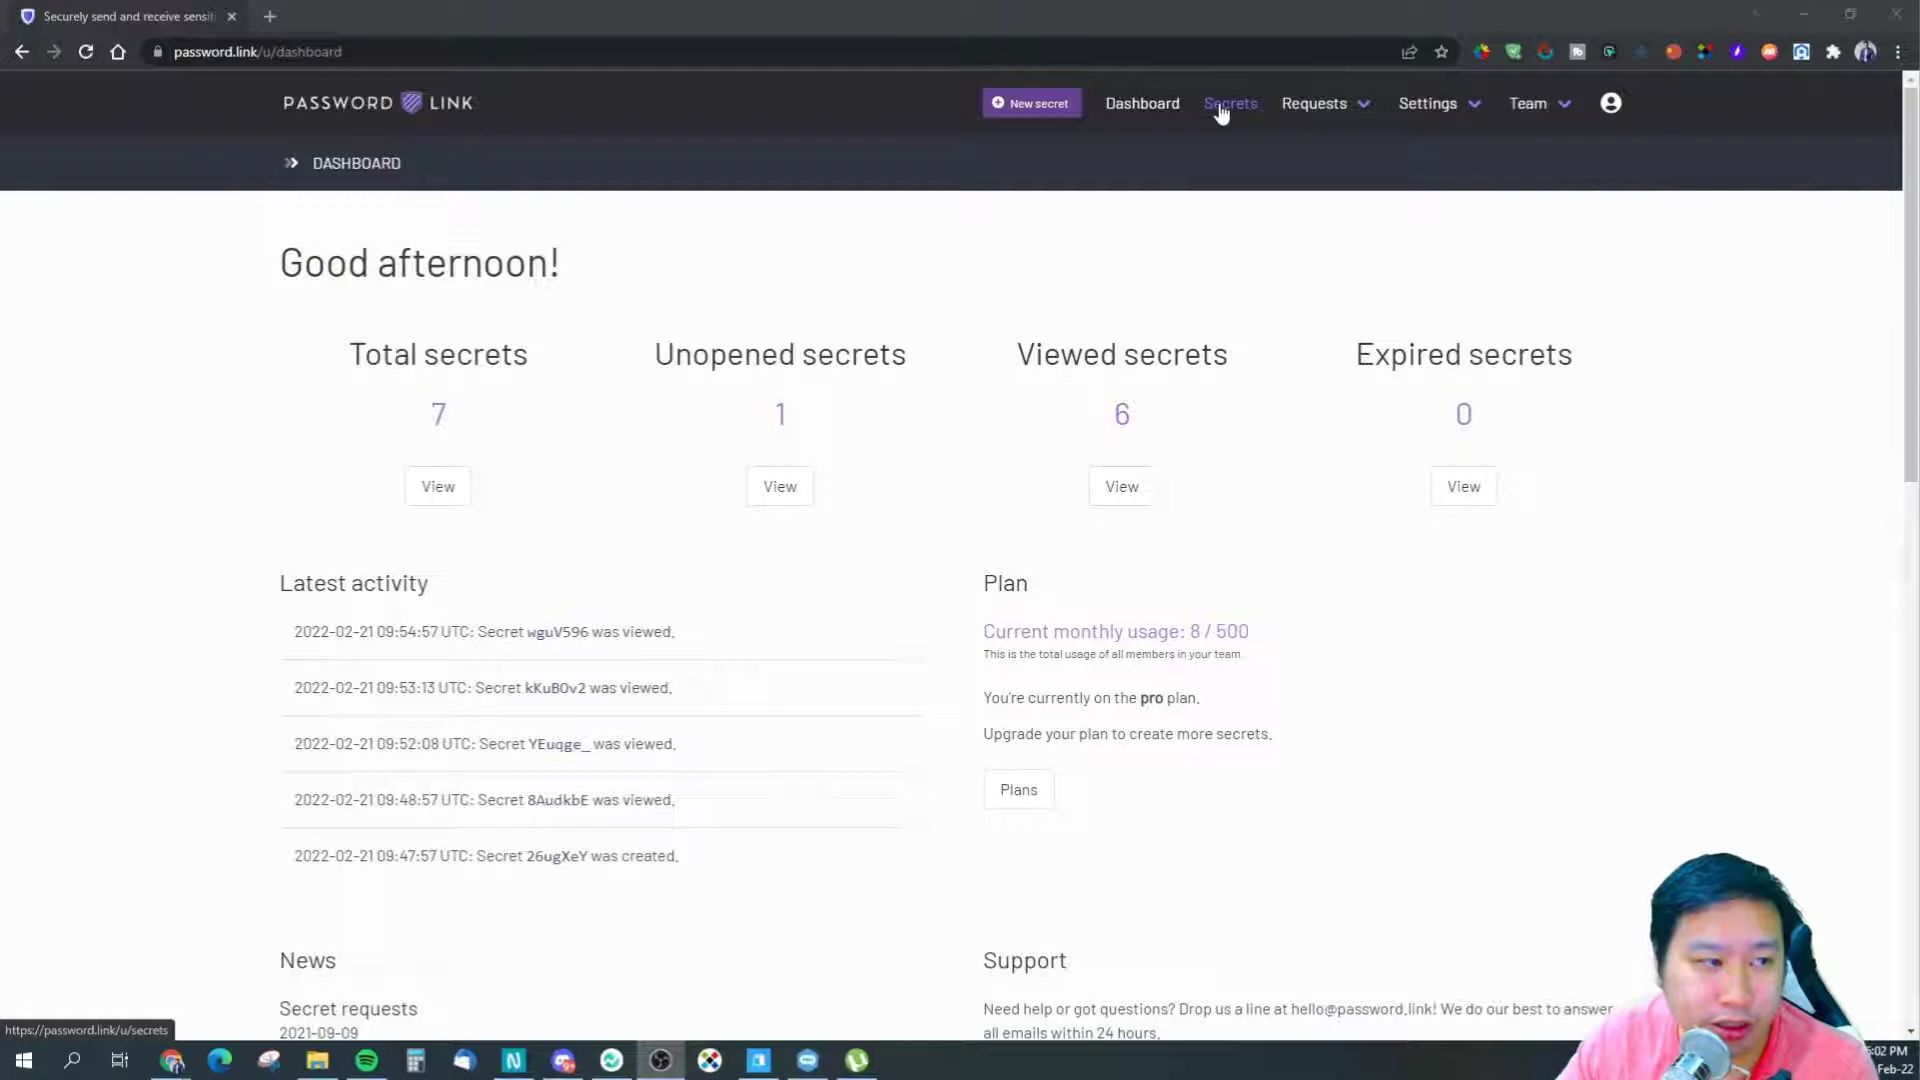 Securely send and receive sensiti
password.link/u/dashboard
PASSWORD LINK
New secret
Dashboard
Secrets
Requests
Settings
Team
DASHBOARD
Good afternoon!
Total secrets
Unopened secrets
Viewed secrets
Expired secrets
7
1
6
0
View
View
View
View
Latest activity
2022-02-21 09:54:57 UTC: Secret wguV596 was viewed.
2022-02-21 09:53:13 UTC: Secret kKuBOv2 was viewed.
2022-02-21 09:52:08 UTC: Secret YEuqge_ was viewed.
2022-02-21 09:48:57 UTC: Secret 8AudkbE was viewed.
2022-02-21 09:47:57 UTC: Secret 26ugXeY was created.
Plan
Current monthly usage: 8 / 500
This is the total usage of all members in your team.
You're currently on the pro plan.
Upgrade your plan to create more secrets.
Plans
News
Secret requests
2021-09-09
Support
Need help or got questions? Drop us a line at hello@password.link! We do our best to answer
all emails within 24 hours.
https://password.link/u/secrets
:02 PM
Feb-22